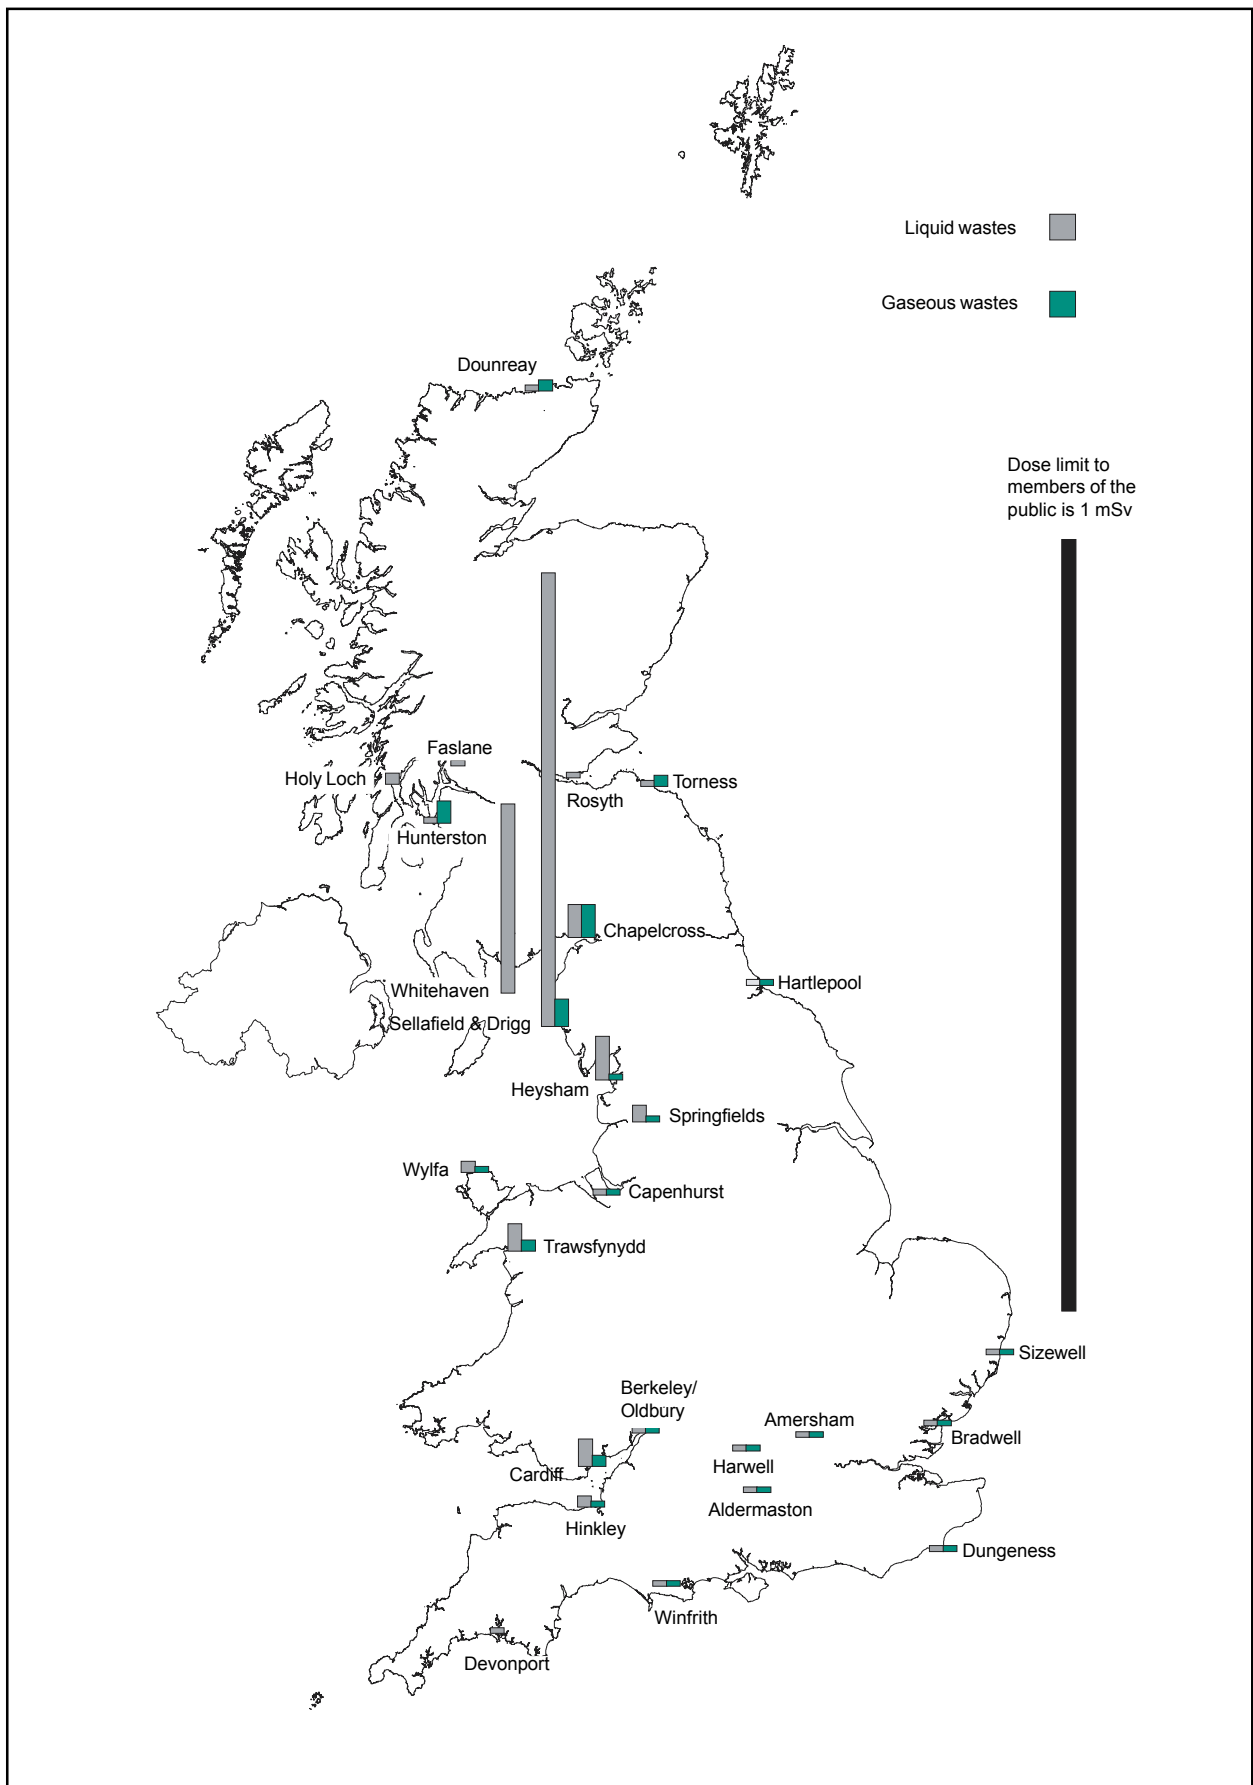 Liquid wastes
Gaseous wastes
Dounreay
Dose limit to
members of the
public is 1 mSv
Faslane
Holy Loch
Torness
Rosyth
Hunterston
Chapelcross
Hartlepool
Whitehaven
Sellafield & Drigg
Heysham
Springfields
Wylfa
Capenhurst
Trawsfynydd
Sizewell
Berkeley/
Oldbury
Amersham
Bradwell
Harwell
Cardiff
Aldermaston
Hinkley
Dungeness
Winfrith
Devonport